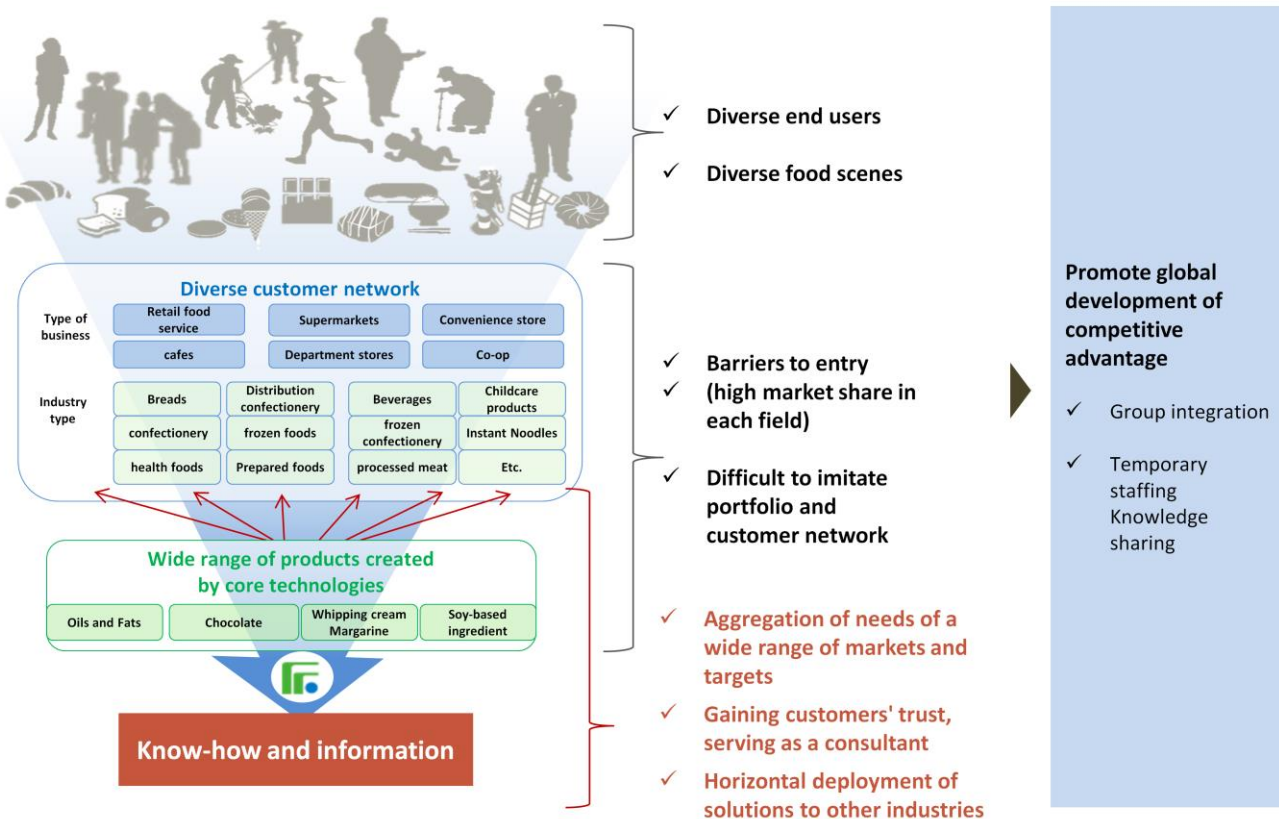 Diverse end users
Diverse food scenes
Diverse customer network
Type of
business
Retail food
service
Supermarkets
Convenience store
cafes
Department stores
Co-op
Industry
type
Breads
Distribution
confectionery
Beverages
Childcare
products
confectionery
frozen foods
frozen
confectionery
Instant Noodles
health foods
Prepared foods
processed meat
Etc.
Wide range of products created
by core technologies
Oils and Fats
Chocolate
Whipping cream
Margarine
Soy-based
ingredient
Know-how and information
Barriers to entry
(high market share in
each field)
Difficult to imitate
portfolio and
customer network
Aggregation of needs of a
wide range of markets and
targets
Gaining customers' trust,
serving as a consultant
Horizontal deployment of
solutions to other industries
Promote global
development of
competitive
advantage
Group integration
Temporary
staffing
Knowledge
sharing